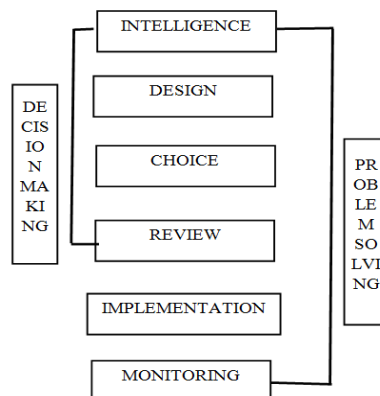 INTELLIGENCE
DESIGN
DE
CIS
IO
N
MA
KI
NG
CHOICE
PR
OB
LE
M
SO
LVI
NG
REVIEW
IMPLEMENTATION
MONITORING